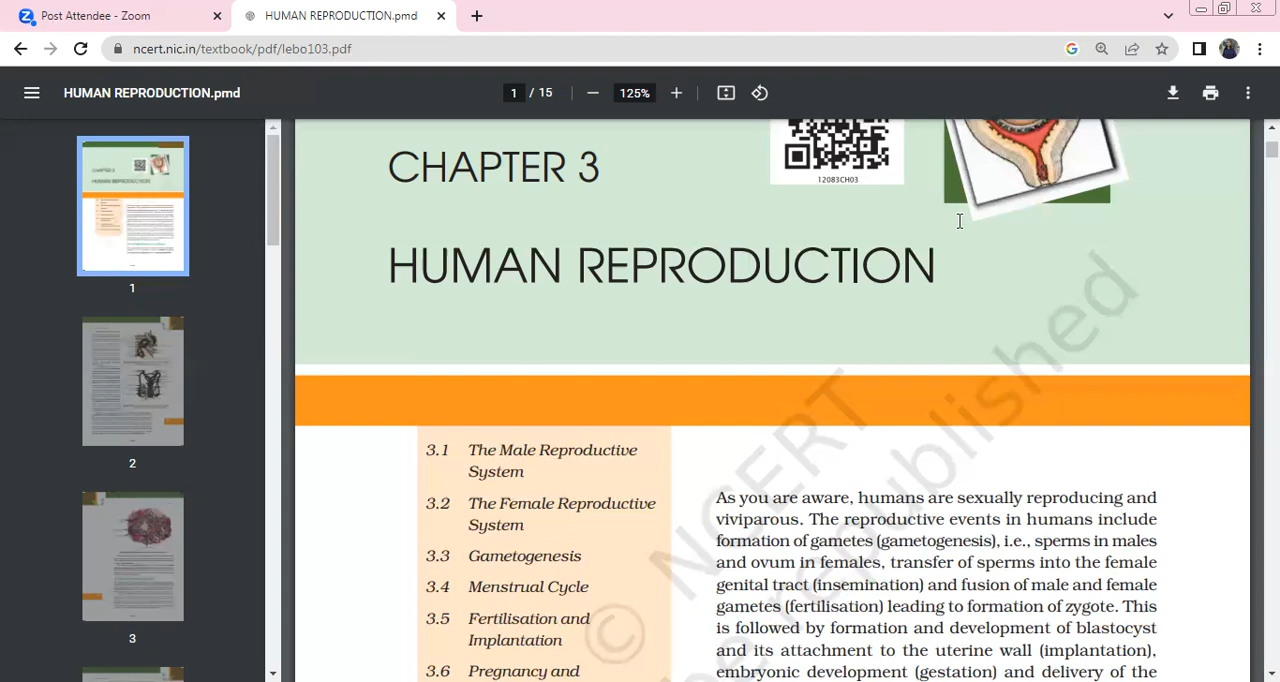 Post Attendee - Zoom
HUMAN REPRODUCTION.pmd
ncert.nic.in/textbook/pdf/lebo103.pdf
HUMAN REPRODUCTION.pmd
1 / 15
125%
1
2
3
12083CH03
CHAPTER 3
HUMAN REPRODUCTION
3.1 The Male Reproductive
System
3.2 The Female Reproductive
System
3.3 Gametogenesis
3.4 Menstrual Cycle
3.5 Fertilisation and
Implantation
3.6 Pregnancy and
As you are aware, humans are sexually reproducing and
viviparous. The reproductive events in humans include
formation of gametes (gametogenesis), i.e., sperms in males
and ovum in females, transfer of sperms into the female
genital tract (insemination) and fusion of male and female
gametes (fertilisation) leading to formation of zygote. This
is followed by formation and development of blastocyst
and its attachment to the uterine wall (implantation),
embryonic development (gestation) and delivery of the
© NCERT
be republished